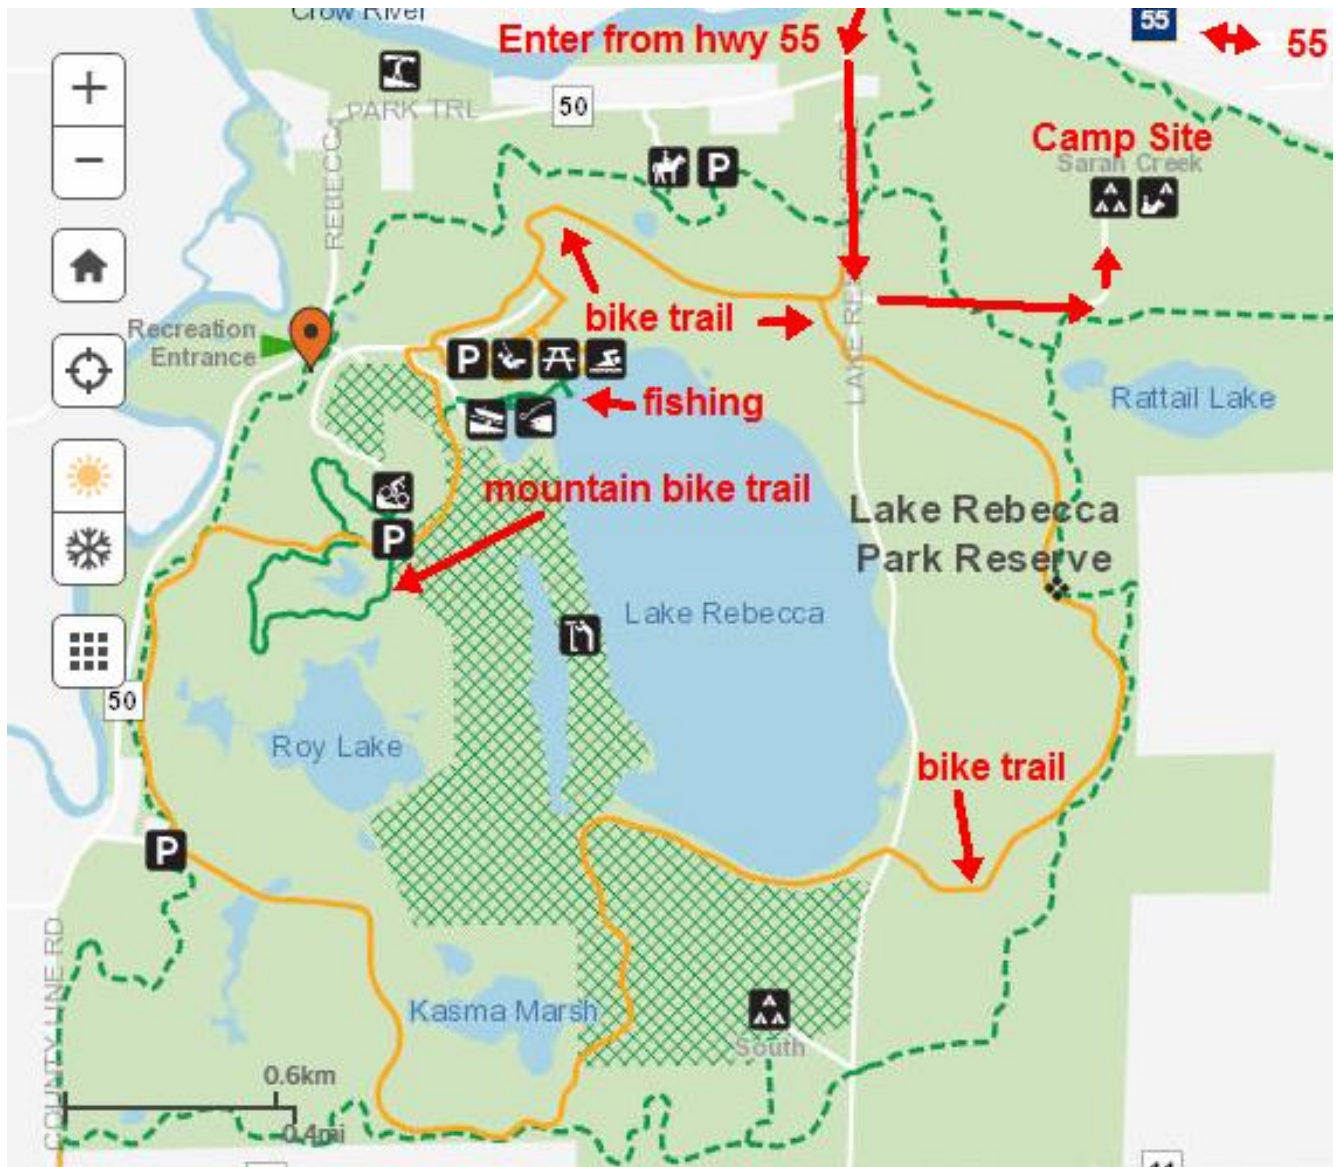 Crow River
Enter from hwy 55
55
55
PARK TRL
50
REBECCA
Camp Site
Sarah Creek
P
bike trail
Recreation
Entrance
P
fishing
Rattail Lake
mountain bike trail
P
Lake Rebecca
Park Reserve
Lake Rebecca
50
Roy Lake
bike trail
P
COUNTY LINE RD
Kasma Marsh
South
0.6km
0.4mi